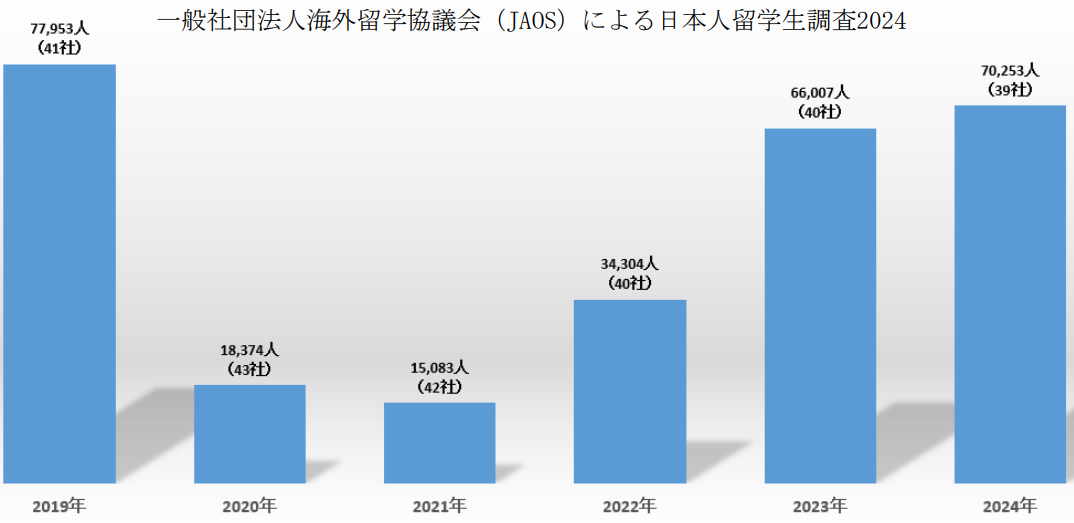 一般社団法人海外留学協議会（JAOS）による日本人留学生調査2024
77,953人
（41社）
18,374人
（43社）
15,083人
（42社）
34,304人
（40社）
66,007人
（40社）
70,253人
（39社）
2019年
2020年
2021年
2022年
2023年
2024年